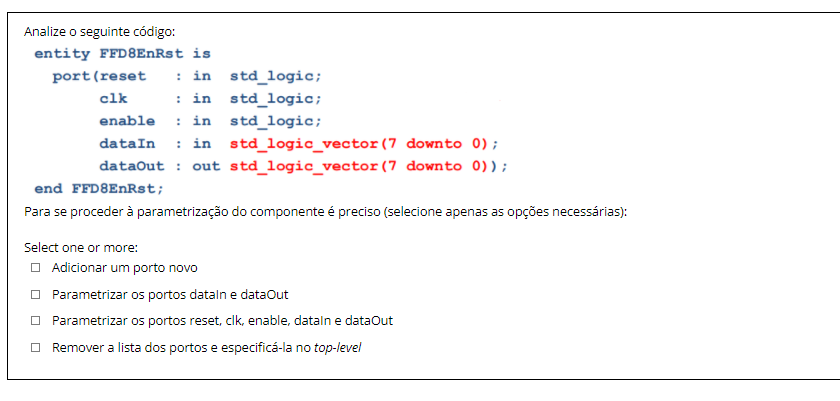 Analize o seguinte código:
entity FFD8EnRst is
port(reset : in std_logic;
clk : in std_logic;
enable : in std_logic;
dataIn : in std_logic_vector(7 downto 0);
dataOut : out std_logic_vector(7 downto 0));
end FFD8EnRst;
Para se proceder à parametrização do componente é preciso (selecione apenas as opções necessárias):
Select one or more:
Adicionar um porto novo
Parametrizar os portos dataIn e dataOut
Parametrizar os portos reset, clk, enable, dataIn e dataOut
Remover a lista dos portos e especificá-la no top-level